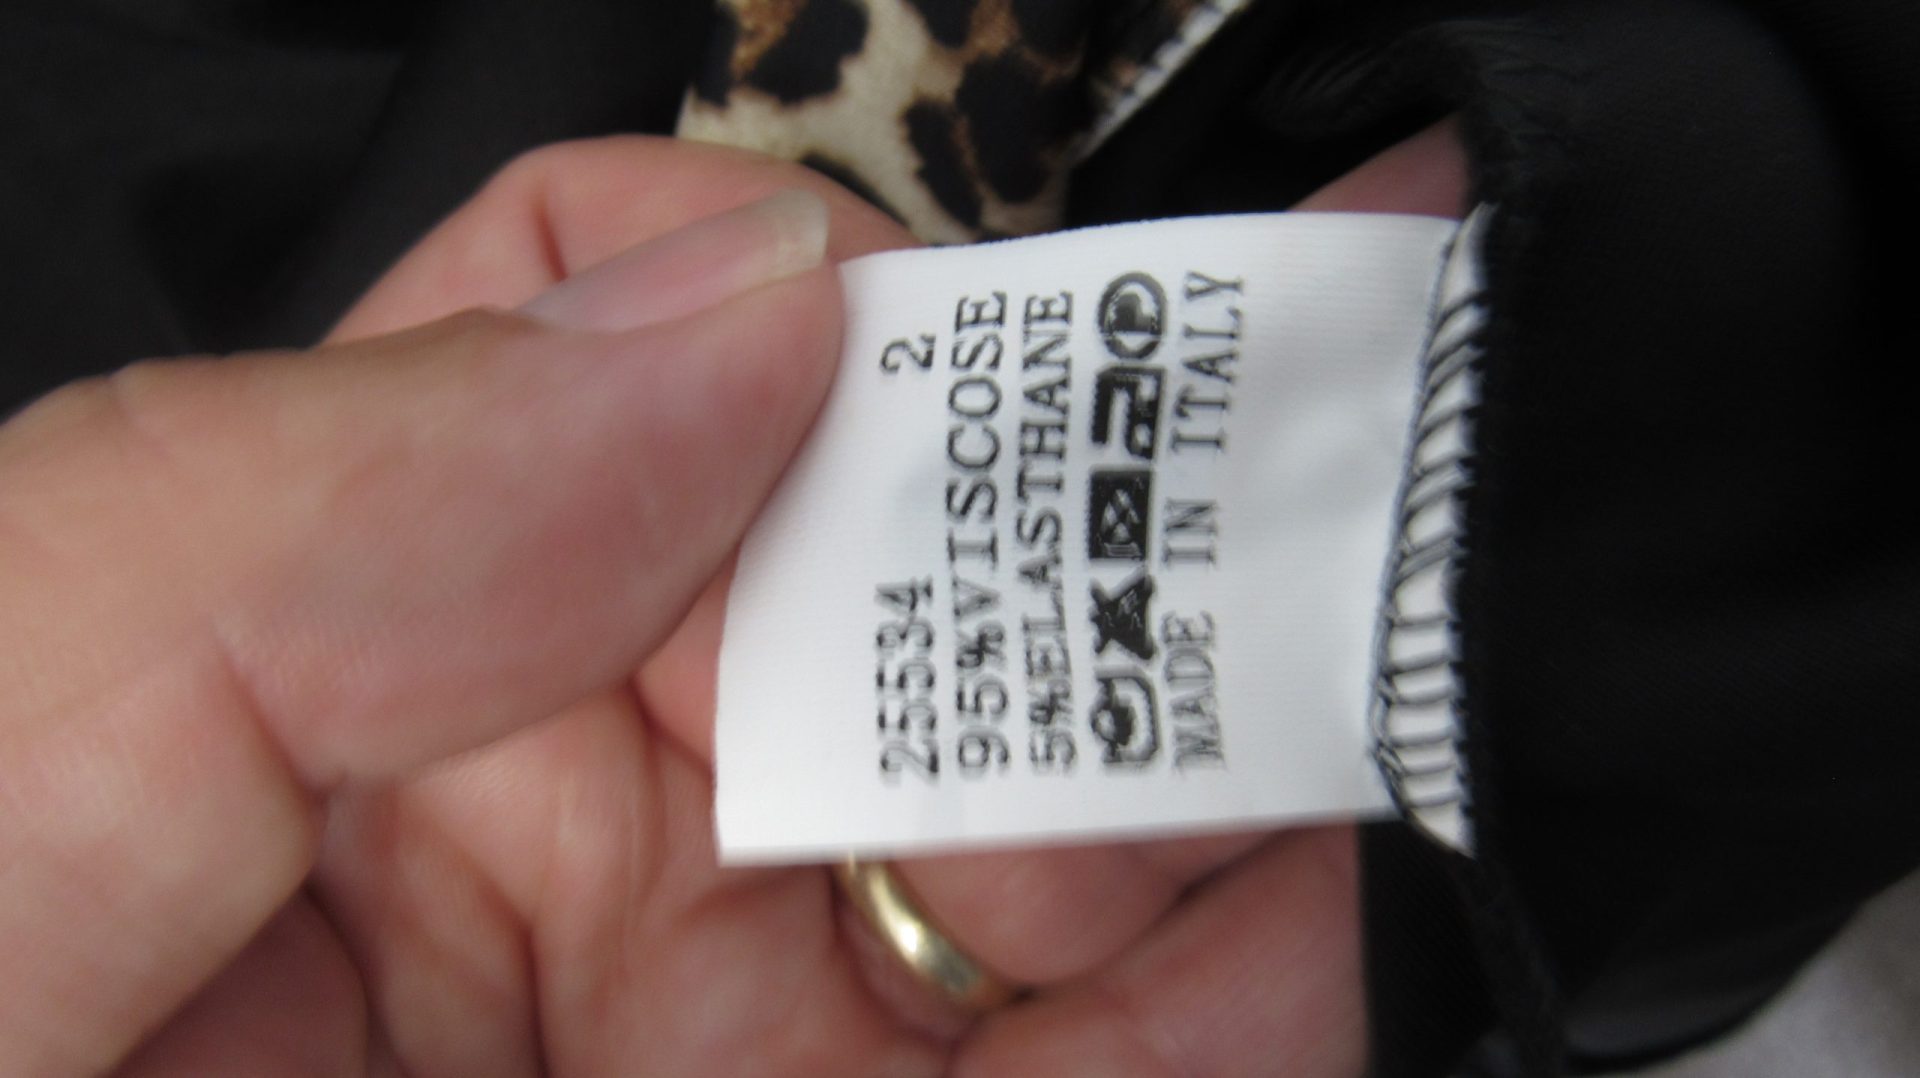 25534 2
95%VISCOSE
5%ELASTHANE
MADE IN ITALY